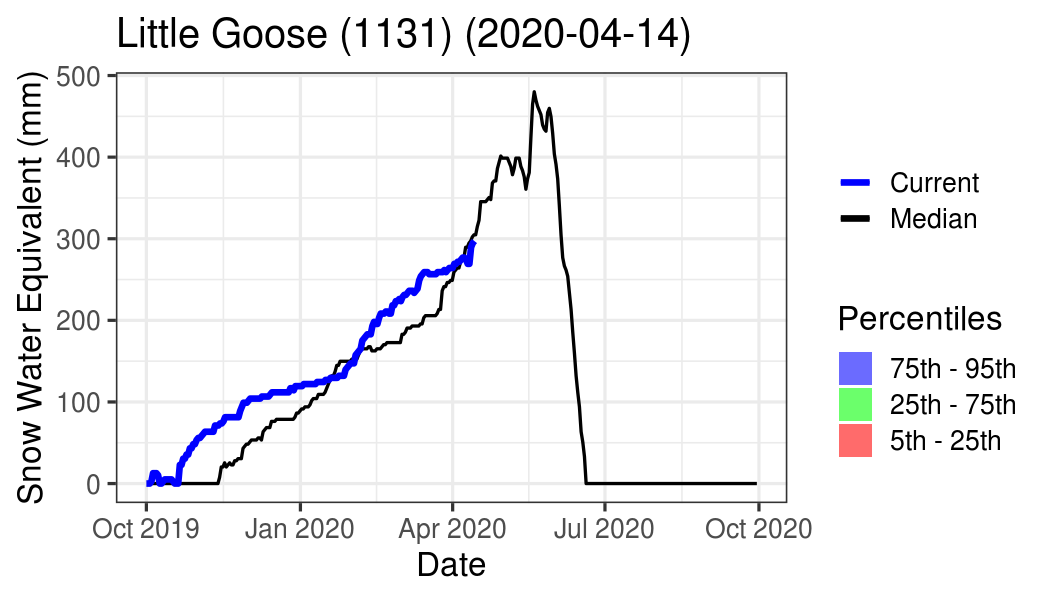 Little Goose (1131) (2020-04-14)
Snow Water Equivalent (mm)
500
400
300
200
100
0
Oct 2019 Jan 2020 Apr 2020 Jul 2020 Oct 2020
Date
Current
Median
Percentiles
75th - 95th
25th - 75th
5th - 25th